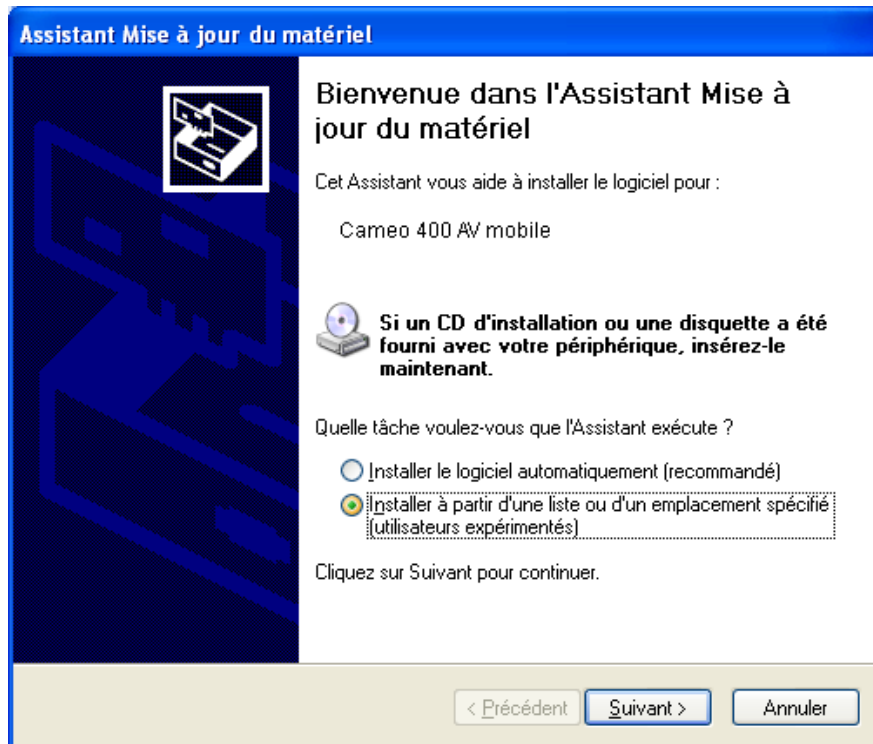 Assistant Mise à jour du matériel
Bienvenue dans l'Assistant Mise à
jour du matériel
Cet Assistant vous aide à installer le logiciel pour :
Cameo 400 AV mobile
Si un CD d'installation ou une disquette a été
fourni avec votre périphérique, insérez-le
maintenant.
Quelle tâche voulez-vous que l'Assistant exécute ?
Installer le logiciel automatiquement (recommandé)
Installer à partir d'une liste ou d'un emplacement spécifié
(utilisateurs expérimentés)
Cliquez sur Suivant pour continuer.
< Précédent Suivant > Annuler